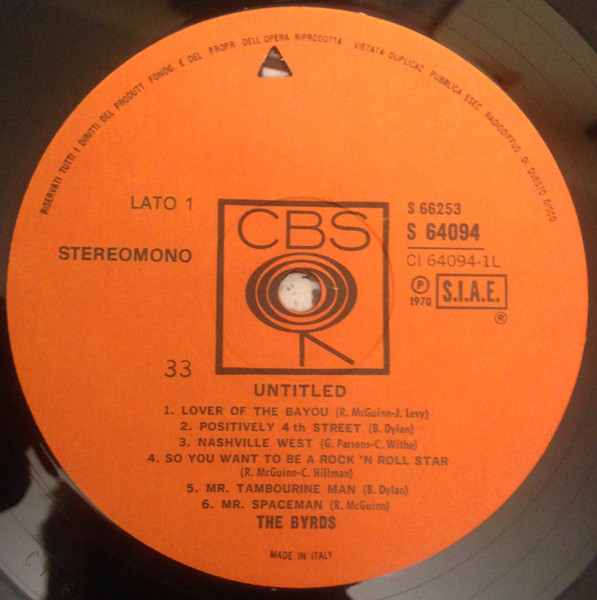 RISERVATI TUTTI I DIRITTI DEL PRODUTT FONOG. E DEL PROPR DELL'OPERA RIPRODOTTA VIETATA DUPLICAZ PUBBLICA ESEC RADIODIFFUS DI QUESTO DISCO
LATO 1
STEREOMONO
33
CBS
S 66253
S 64094
CI 64094-1L
℗ 1970
S.I.A.E.
®
UNTITLED
1. LOVER OF THE BAYOU (R. McGuinn-J. Levy)
2. POSITIVELY 4th STREET (B. Dylan)
3. NASHVILLE WEST (G. Parsons-C. Withe)
4. SO YOU WANT TO BE A ROCK 'N ROLL STAR
(R. McGuinn-C. Hillman)
5. MR. TAMBOURINE MAN (B. Dylan)
6. MR. SPACEMAN (R. McGuinn)
THE BYRDS
MADE IN ITALY